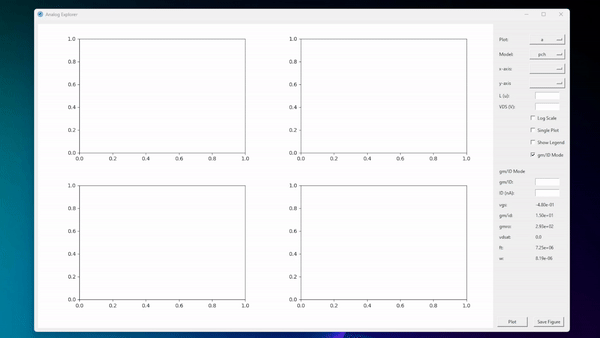 Analog Explorer
1.0
0.8
0.6
0.4
0.2
0.0
0.0 0.2 0.4 0.6 0.8 1.0
1.0
0.8
0.6
0.4
0.2
0.0
0.0 0.2 0.4 0.6 0.8 1.0
1.0
0.8
0.6
0.4
0.2
0.0
0.0 0.2 0.4 0.6 0.8 1.0
1.0
0.8
0.6
0.4
0.2
0.0
0.0 0.2 0.4 0.6 0.8 1.0
Plot: a
Model: pch
x-axis:
y-axis
L (u):
VDS (V):
Log Scale
Single Plot
Show Legend
gm/ID Mode
gm/ID Mode
gm/ID:
ID (nA):
vgs: -4.80e-01
gm/id: 1.50e+01
gmro: 2.95e+02
vdsat: 0.0
ft: 7.25e+06
w: 8.19e-06
Plot Save Figure